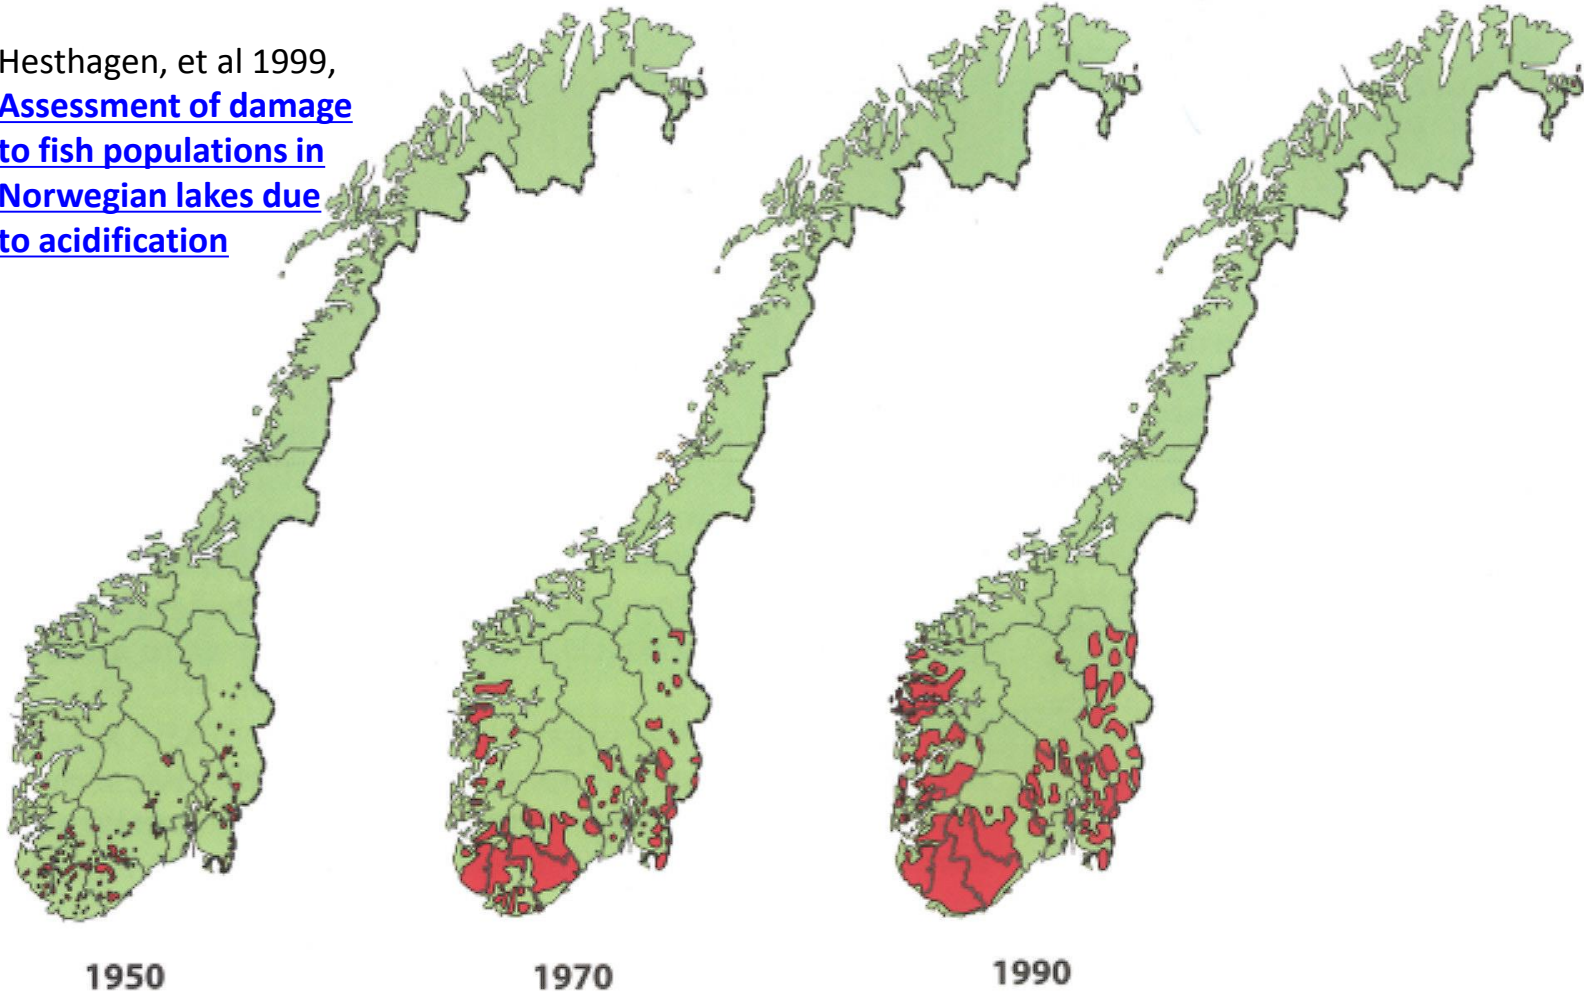 Hesthagen, et al 1999,
Assessment of damage
to fish populations in
Norwegian lakes due
to acidification
1950
1970
1990